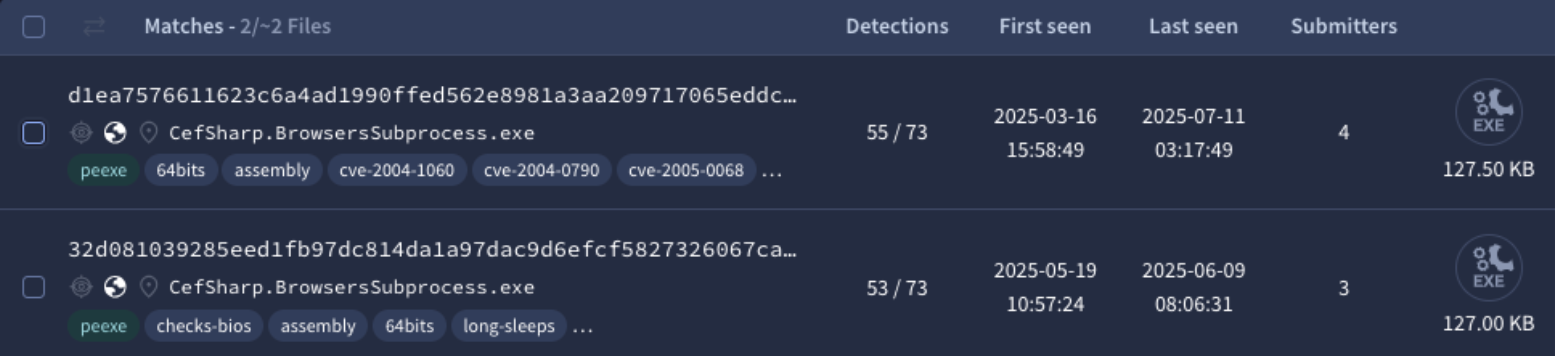 Matches - 2/~2 Files Detections First seen Last seen Submitters
d1ea7576611623c6a4ad1990ffed562e8981a3aa209717065eddc…
CefSharp.BrowsersSubprocess.exe
peexe 64bits assembly cve-2004-1060 cve-2004-0790 cve-2005-0068 ...
55 / 73
2025-03-16
15:58:49
2025-07-11
03:17:49
4
EXE
127.50 KB
32d081039285eed1fb97dc814da1a97dac9d6efcf5827326067ca…
CefSharp.BrowsersSubprocess.exe
peexe checks-bios assembly 64bits long-sleeps ...
53 / 73
2025-05-19
10:57:24
2025-06-09
08:06:31
3
EXE
127.00 KB